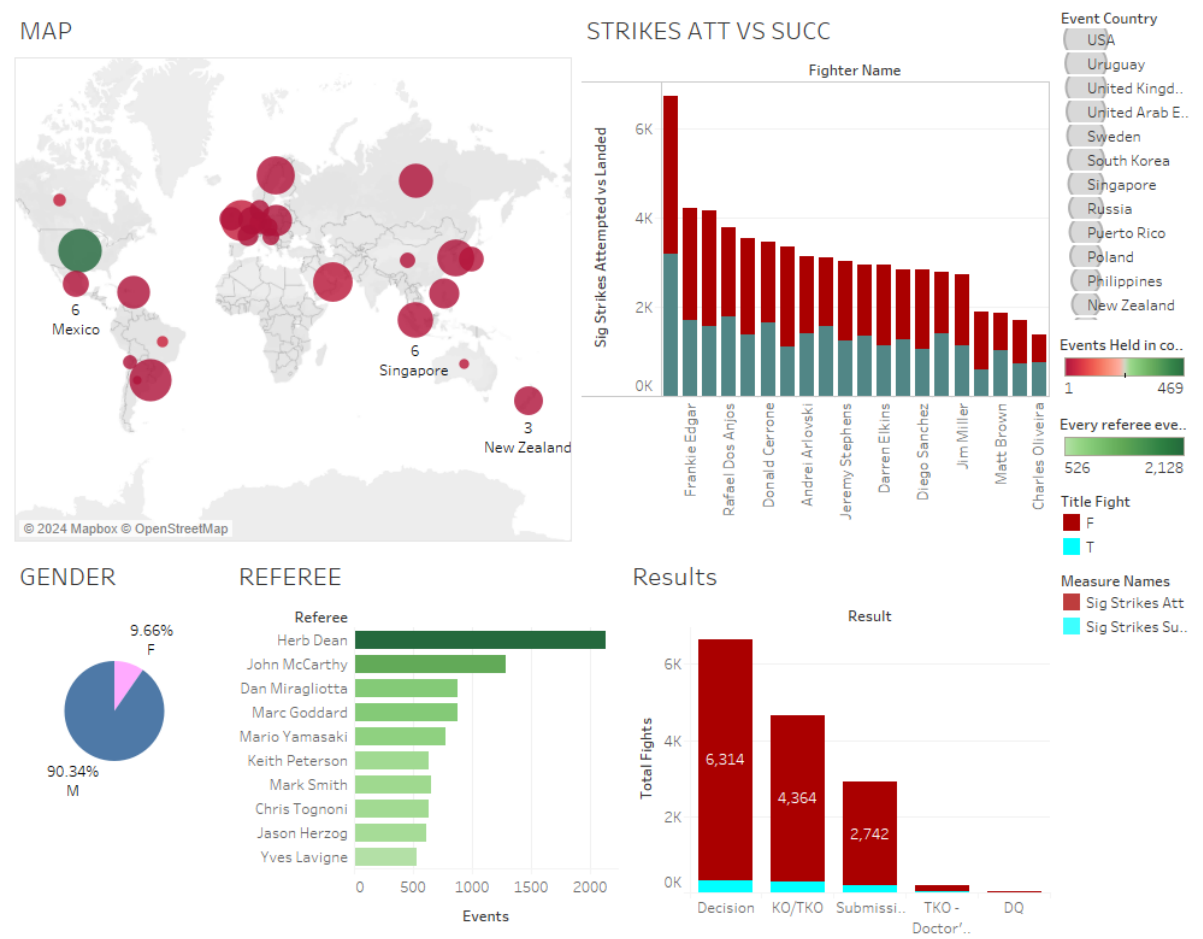 MAP
6
Mexico
6
Singapore
3
New Zealand
© 2024 Mapbox © OpenStreetMap
STRIKES ATT VS SUCC
Fighter Name
Sig Strikes Attempted vs Landed
6K
4K
2K
0K
Frankie Edgar
Rafael Dos Anjos
Donald Cerrone
Andrei Arlovski
Jeremy Stephens
Darren Elkins
Diego Sanchez
Jim Miller
Matt Brown
Charles Oliveira
Event Country
USA
Uruguay
United Kingd..
United Arab E..
Sweden
South Korea
Singapore
Russia
Puerto Rico
Poland
Philippines
New Zealand
Events Held in co..
1 469
Every referee eve..
526 2,128
Title Fight
F
T
Measure Names
Sig Strikes Att
Sig Strikes Su..
GENDER
9.66%
F
90.34%
M
REFEREE
Referee
Herb Dean
John McCarthy
Dan Miragliotta
Marc Goddard
Mario Yamasaki
Keith Peterson
Mark Smith
Chris Tognoni
Jason Herzog
Yves Lavigne
0 500 1000 1500 2000
Events
Results
Result
Total Fights
6K
4K
2K
0K
6,314
4,364
2,742
Decision KO/TKO Submissi.. TKO - DQ
Doctor'..